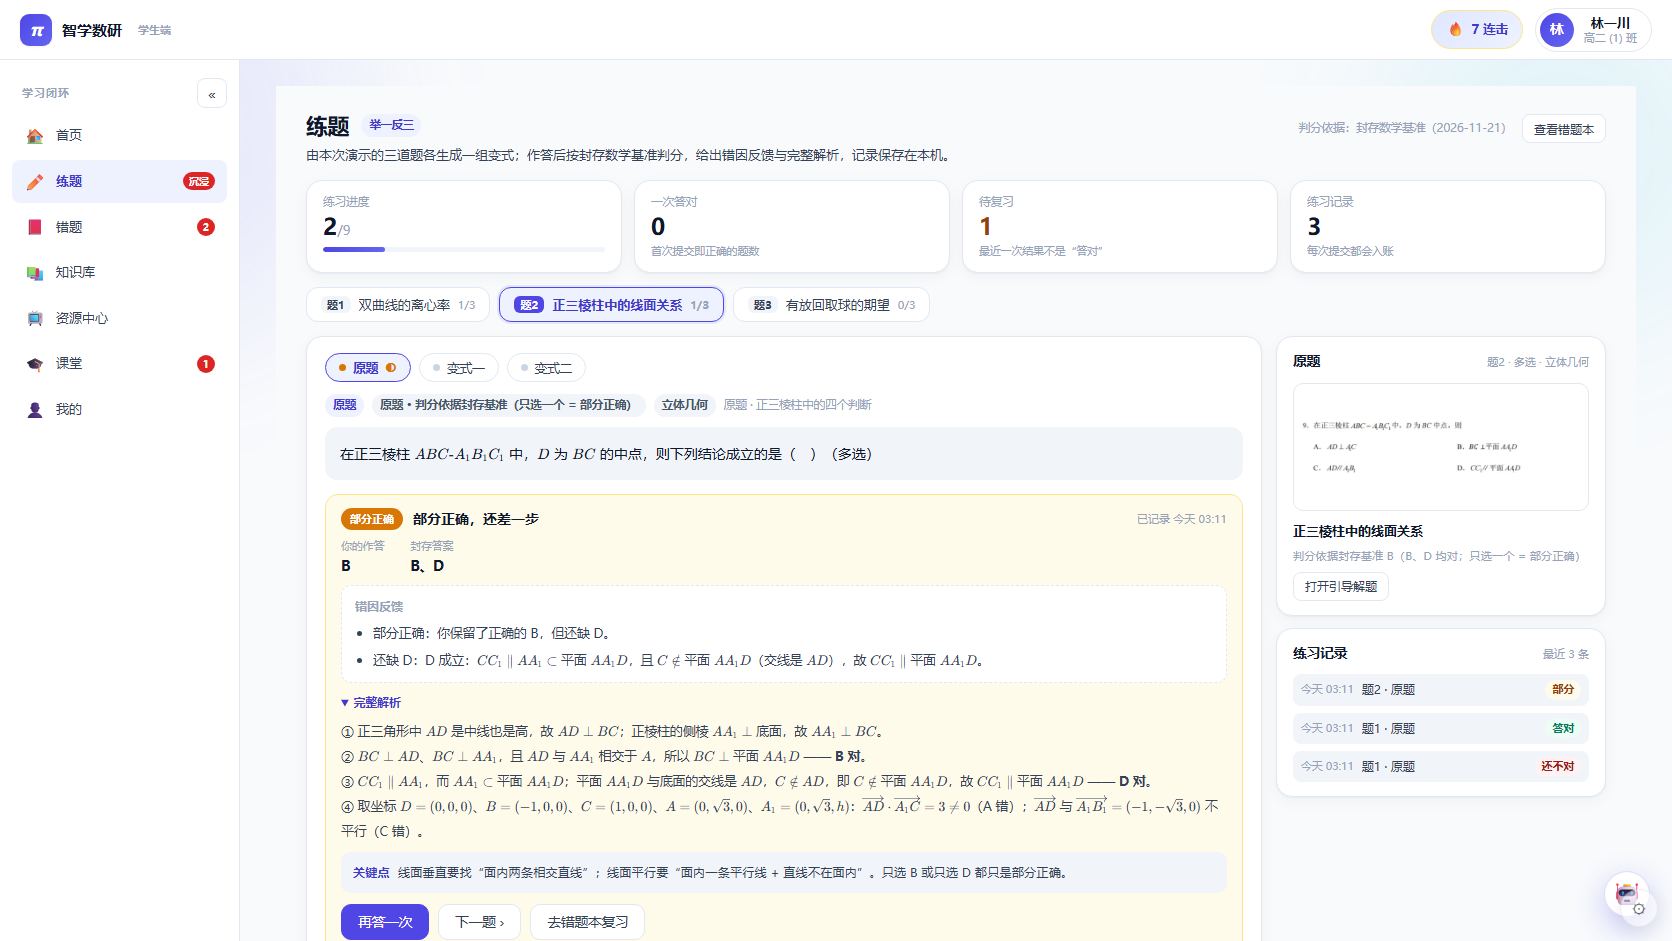 π 智学数研 学生端
7 连击
林 林一川
高二 (1) 班
学习闭环 «
首页
练题 沉浸
错题 2
知识库
资源中心
课堂 1
我的
练题 举一反三
判分依据：封存数学基准（2026-11-21） 查看错题本
由本次演示的三道题各生成一组变式；作答后按封存数学基准判分，给出错因反馈与完整解析，记录保存在本机。
练习进度
2/9
一次答对
0
首次提交即正确的题数
待复习
1
最近一次结果不是“答对”
练习记录
3
每次提交都会入账
题1 双曲线的离心率 1/3
题2 正三棱柱中的线面关系 1/3
题3 有放回取球的期望 0/3
原题 变式一 变式二
原题 原题·判分依据封存基准（只选一个 = 部分正确） 立体几何 原题 · 正三棱柱中的四个判断
在正三棱柱 ABC-A₁B₁C₁ 中，D 为 BC 的中点，则下列结论成立的是（　）（多选）
部分正确 部分正确，还差一步 已记录 今天 03:11
你的作答 封存答案
B B、D
错因反馈
• 部分正确：你保留了正确的 B，但还缺 D。
• 还缺 D：D 成立：CC₁ ∥ AA₁ ⊂ 平面 AA₁D，且 C ∉ 平面 AA₁D（交线是 AD），故 CC₁ ∥ 平面 AA₁D。
▼ 完整解析
① 正三角形中 AD 是中线也是高，故 AD ⊥ BC；正棱柱的侧棱 AA₁ ⊥ 底面，故 AA₁ ⊥ BC。
② BC ⊥ AD、BC ⊥ AA₁，且 AD 与 AA₁ 相交于 A，所以 BC ⊥ 平面 AA₁D —— B 对。
③ CC₁ ∥ AA₁，而 AA₁ ⊂ 平面 AA₁D；平面 AA₁D 与底面的交线是 AD，C ∉ AD，即 C ∉ 平面 AA₁D，故 CC₁ ∥ 平面 AA₁D —— D 对。
④ 取坐标 D = (0, 0, 0)、B = (−1, 0, 0)、C = (1, 0, 0)、A = (0, √3, 0)、A₁ = (0, √3, h)：AD→ · A₁C→ = 3 ≠ 0（A 错）；AD→ 与 A₁B₁→ = (−1, −√3, 0) 不
平行（C 错）。
关键点 线面垂直要找“面内两条相交直线”；线面平行要“面内一条平行线 + 直线不在面内”。只选 B 或只选 D 都只是部分正确。
再答一次 下一题 › 去错题本复习
原题 题2 · 多选 · 立体几何
9. 在正三棱柱 ABC−A₁B₁C₁ 中，D 为 BC 中点，则
A. AD⊥A₁C B. BC⊥平面 AA₁D
C. AD//A₁B₁ D. CC₁//平面 AA₁D
正三棱柱中的线面关系
判分依据封存基准 B（B、D 均对；只选一个 = 部分正确）
打开引导解题
练习记录 最近 3 条
今天 03:11 题2 · 原题 部分
今天 03:11 题1 · 原题 答对
今天 03:11 题1 · 原题 还不对